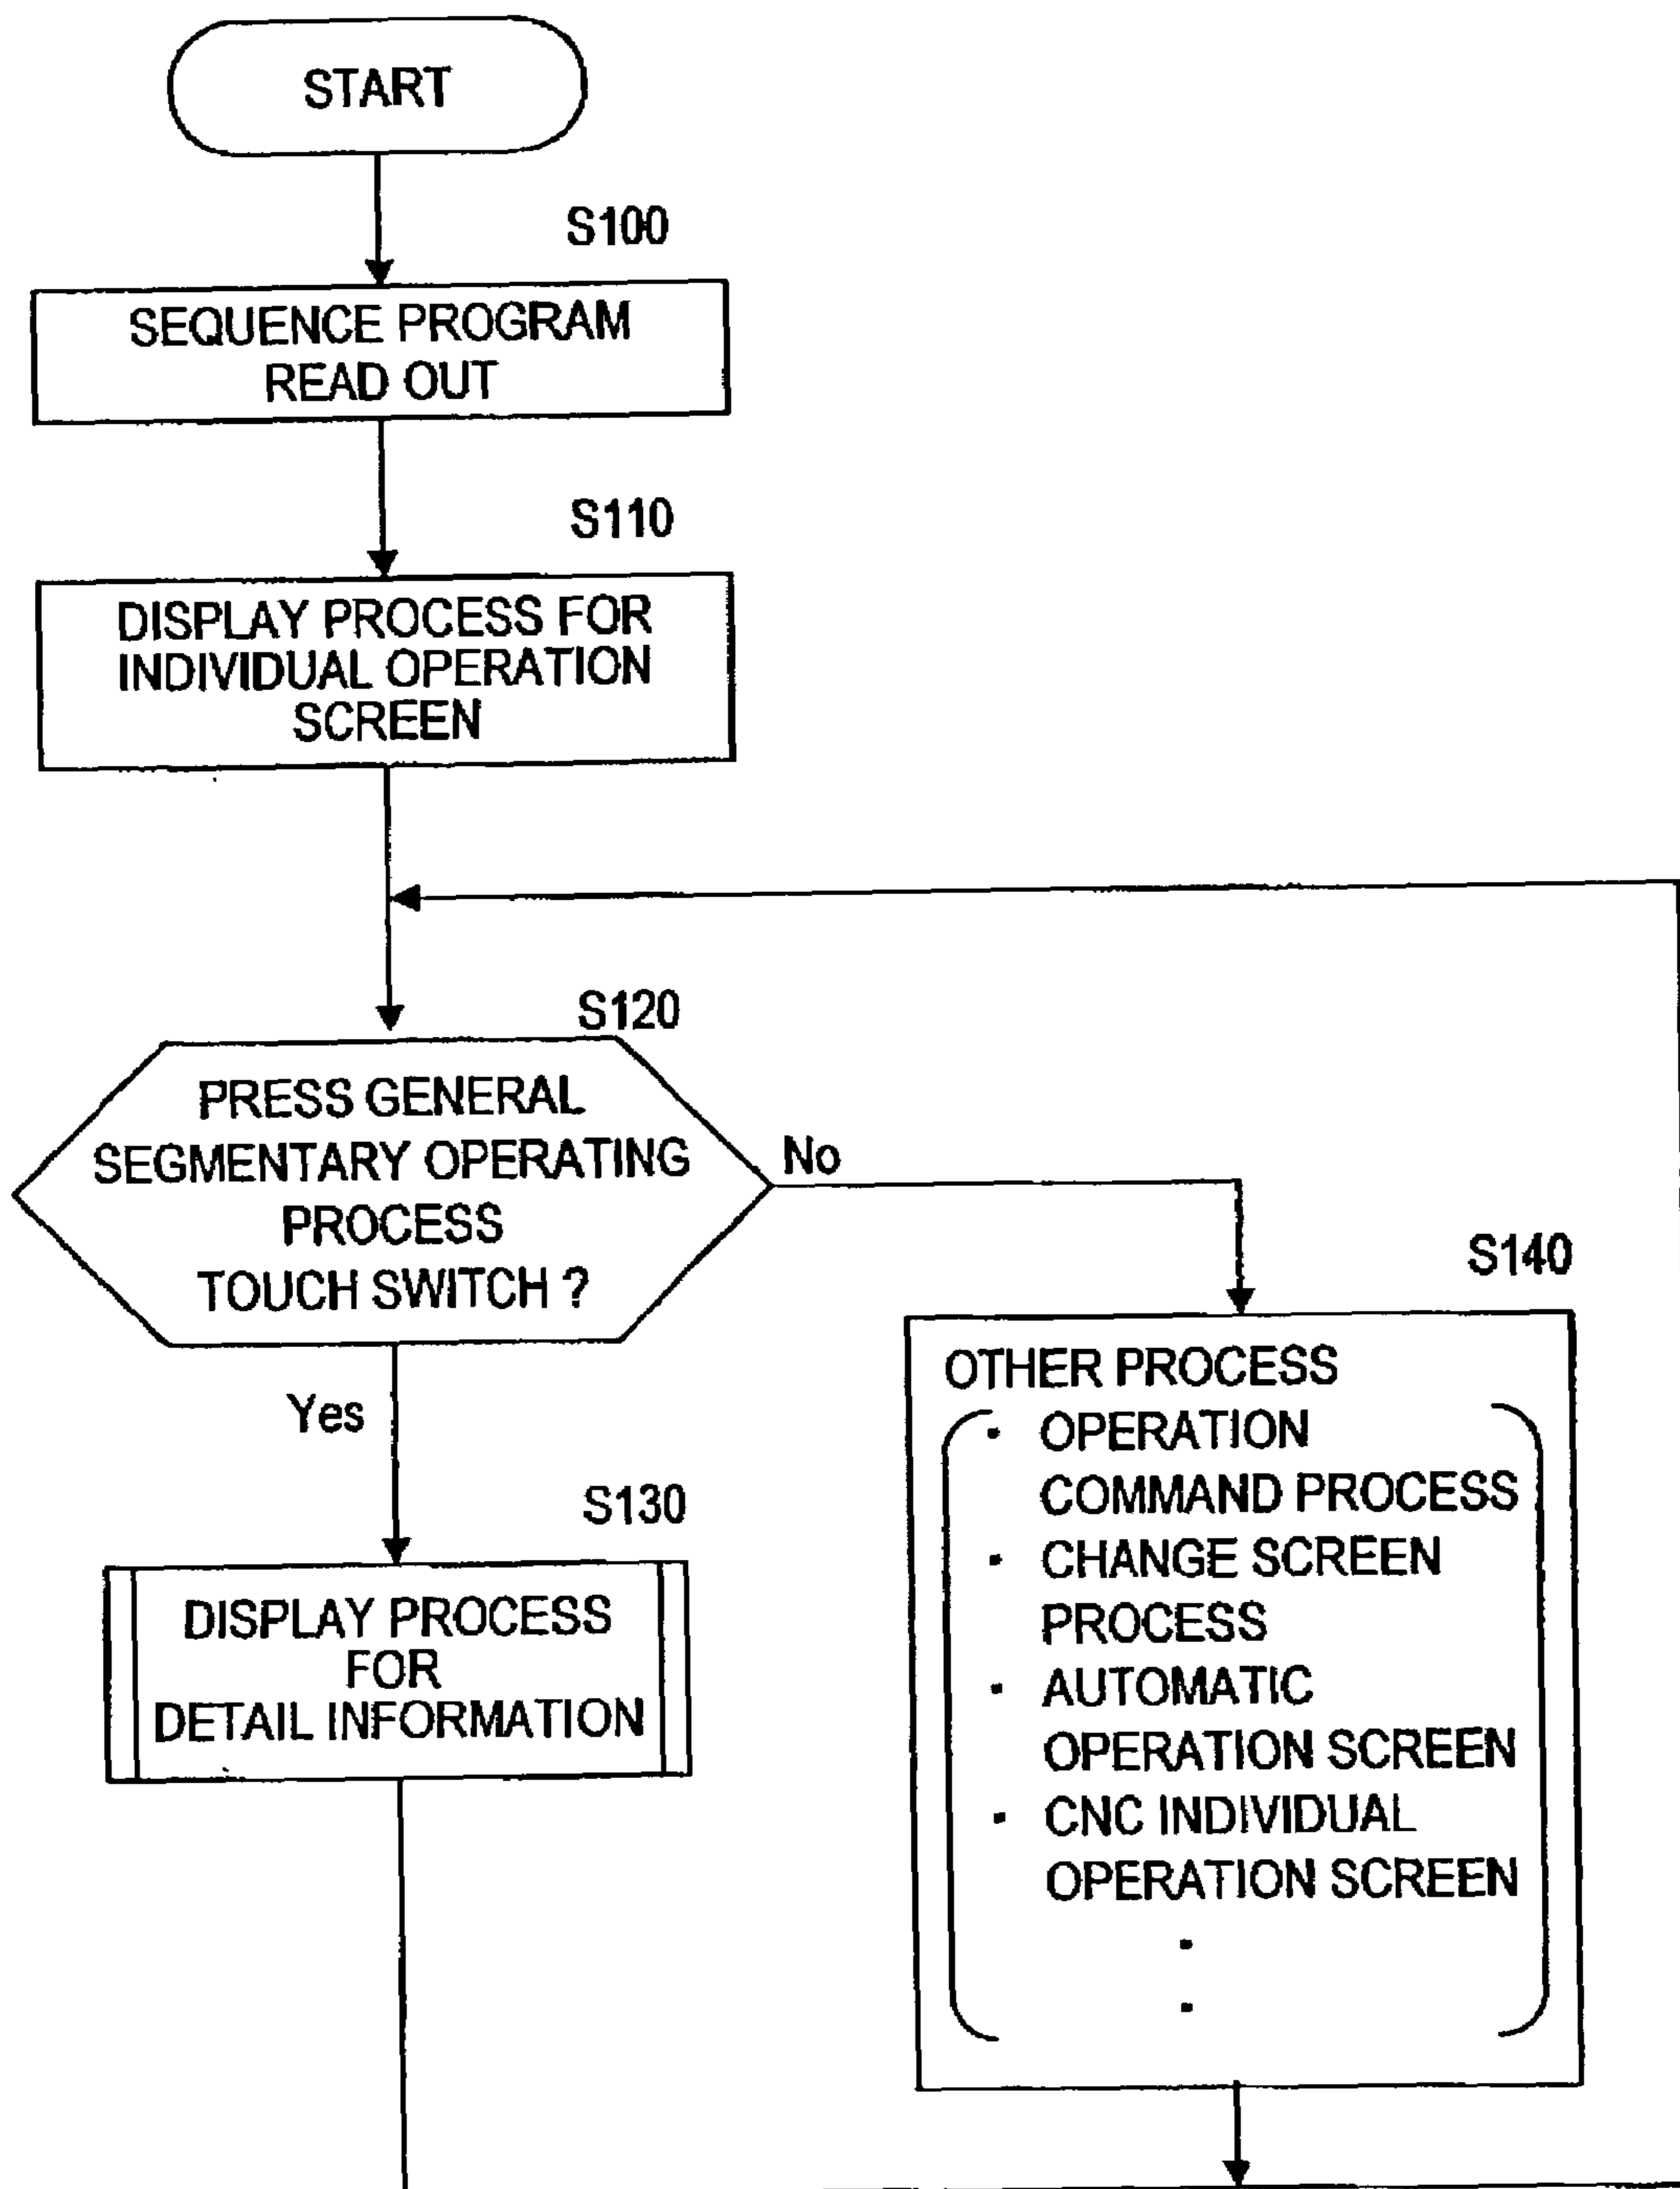 START
S100
SEQUENCE PROGRAM
READ OUT
S110
DISPLAY PROCESS FOR
INDIVIDUAL OPERATION
SCREEN
S120
PRESS GENERAL
SEGMENTARY OPERATING
PROCESS
TOUCH SWITCH ?
No
Yes
S130
DISPLAY PROCESS
FOR
DETAIL INFORMATION
S140
OTHER PROCESS
· OPERATION
COMMAND PROCESS
· CHANGE SCREEN
PROCESS
· AUTOMATIC
OPERATION SCREEN
· CNC INDIVIDUAL
OPERATION SCREEN
·
·